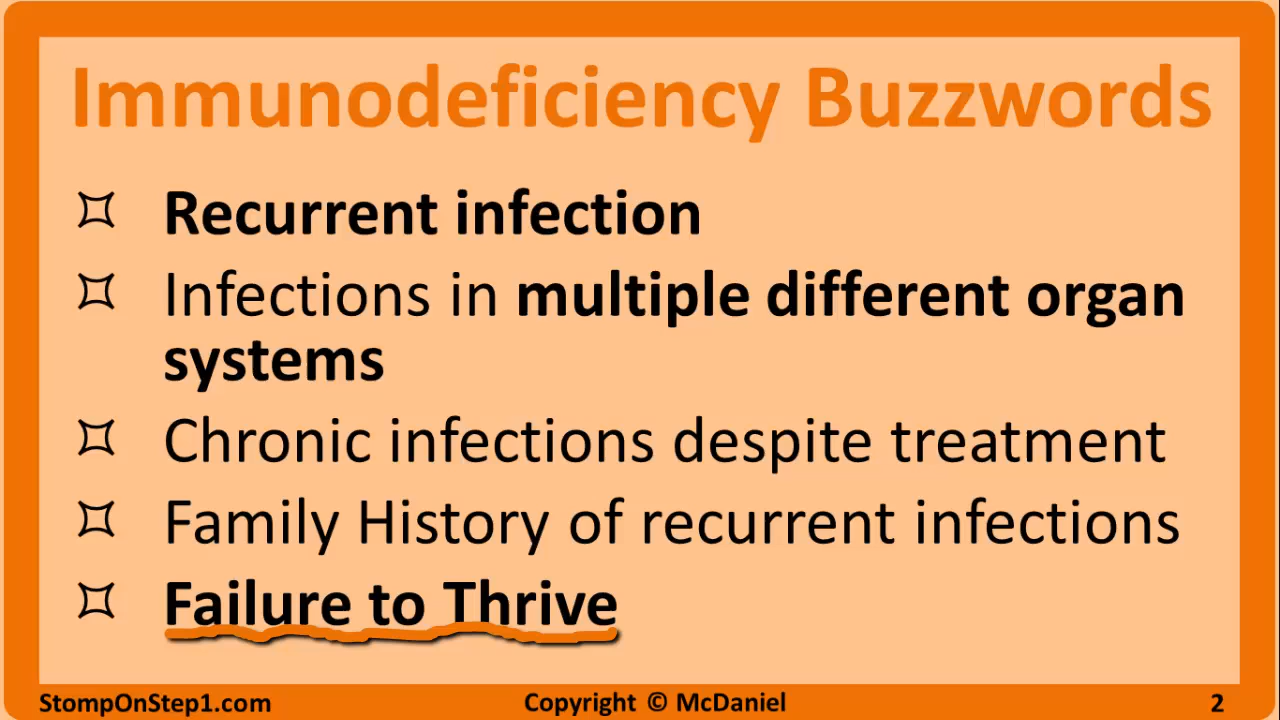 Immunodeficiency Buzzwords
Recurrent infection
Infections in multiple different organ
systems
Chronic infections despite treatment
Family History of recurrent infections
Failure to Thrive
StompOnStep1.com Copyright © McDaniel 2